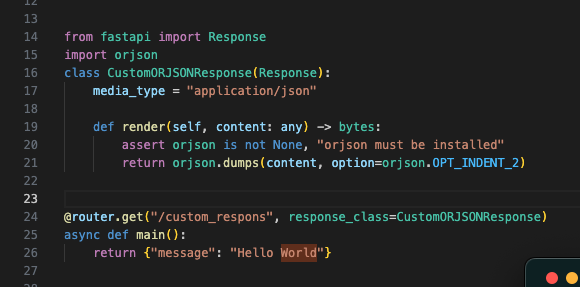 12
13
14 from fastapi import Response
15 import orjson
16 class CustomORJSONResponse(Response):
17     media_type = "application/json"
18
19     def render(self, content: any) -> bytes:
20         assert orjson is not None, "orjson must be installed"
21         return orjson.dumps(content, option=orjson.OPT_INDENT_2)
22
23
24 @router.get("/custom_respons", response_class=CustomORJSONResponse)
25 async def main():
26     return {"message": "Hello World"}
27
28